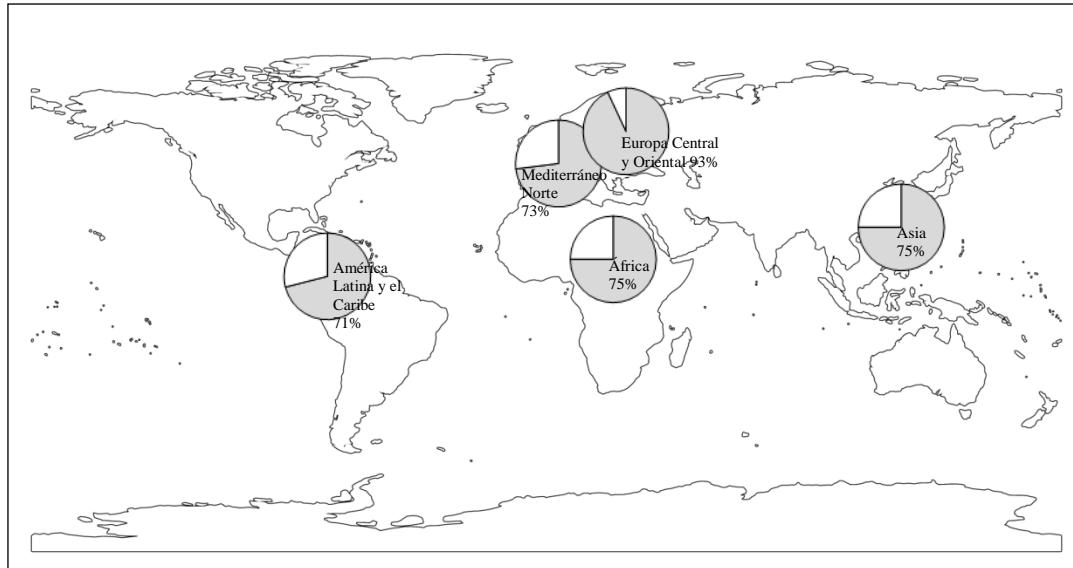 Europa Central
y Oriental 93%
Mediterráneo
Norte
73%
Asia
75%
África
75%
América
Latina y el
Caribe
71%